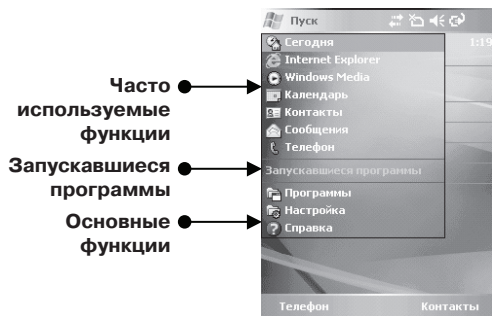 Пуск
Сегодня
1:19
Internet Explorer
Windows Media
Календарь
Контакты
Сообщения
Телефон
Запускавшиеся программы
Программы
Настройка
Справка
Телефон
Контакты
Часто
используемые
функции
Запускавшиеся
программы
Основные
функции